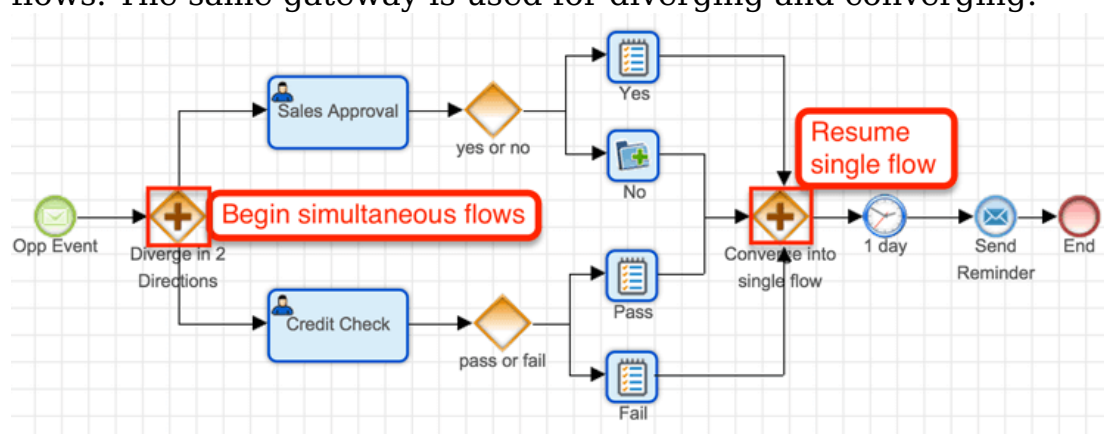 flows. The same gateway is used for diverging and converging.
Yes
Sales Approval
yes or no
Resume
single flow
No
Begin simultaneous flows
Opp Event
Diverge in 2
Directions
Converge into
single flow
1 day
Send
Reminder
End
Pass
Credit Check
pass or fail
Fail